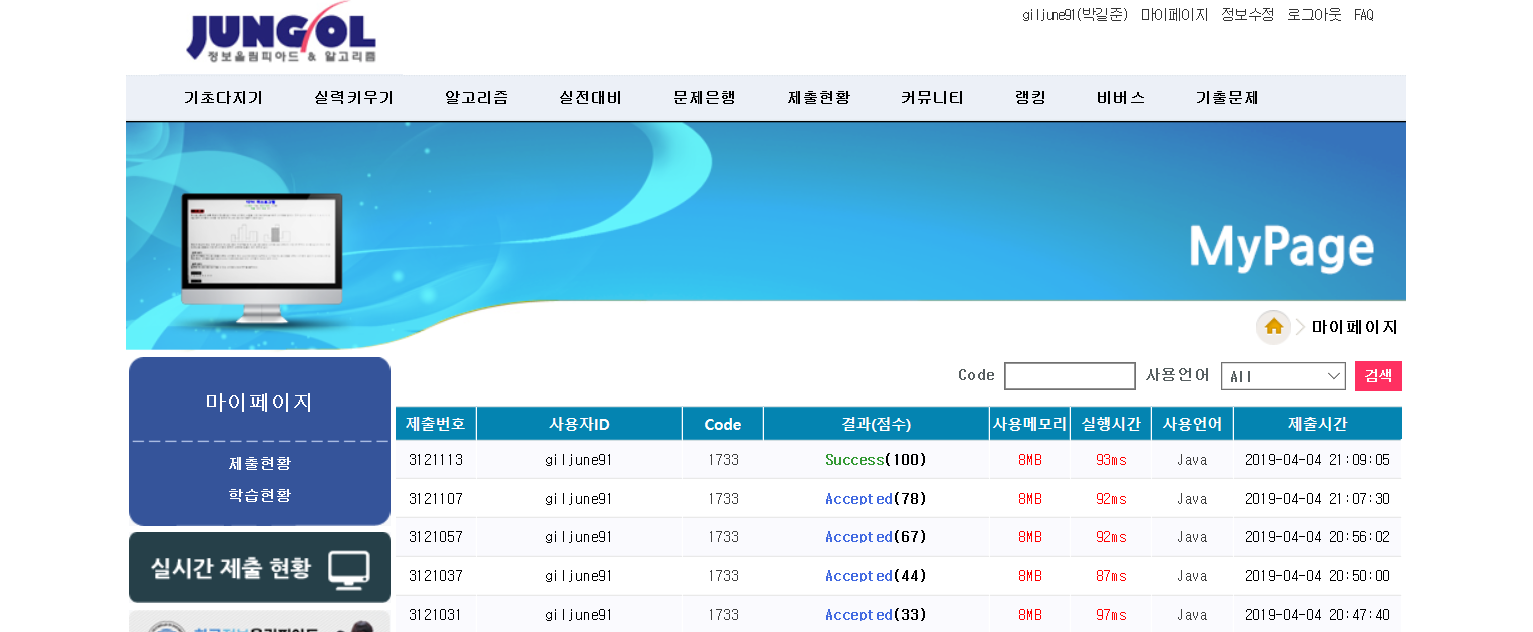 JUNGOL
정보올림피아드 & 알고리즘
giljune91(박길준) 마이페이지 정보수정 로그아웃 FAQ
기초다지기 실력키우기 알고리즘 실전대비 문제은행 제출현황 커뮤니티 랭킹 비버스 기출문제
MyPage
마이페이지
마이페이지
제출현황
학습현황
실시간 제출 현황
Code 사용언어 All 검색
제출번호 사용자ID Code 결과(점수) 사용메모리 실행시간 사용언어 제출시간
3121113 giljune91 1733 Success(100) 8MB 93ms Java 2019-04-04 21:09:05
3121107 giljune91 1733 Accepted(78) 8MB 92ms Java 2019-04-04 21:07:30
3121057 giljune91 1733 Accepted(67) 8MB 92ms Java 2019-04-04 20:56:02
3121037 giljune91 1733 Accepted(44) 8MB 87ms Java 2019-04-04 20:50:00
3121031 giljune91 1733 Accepted(33) 8MB 97ms Java 2019-04-04 20:47:40